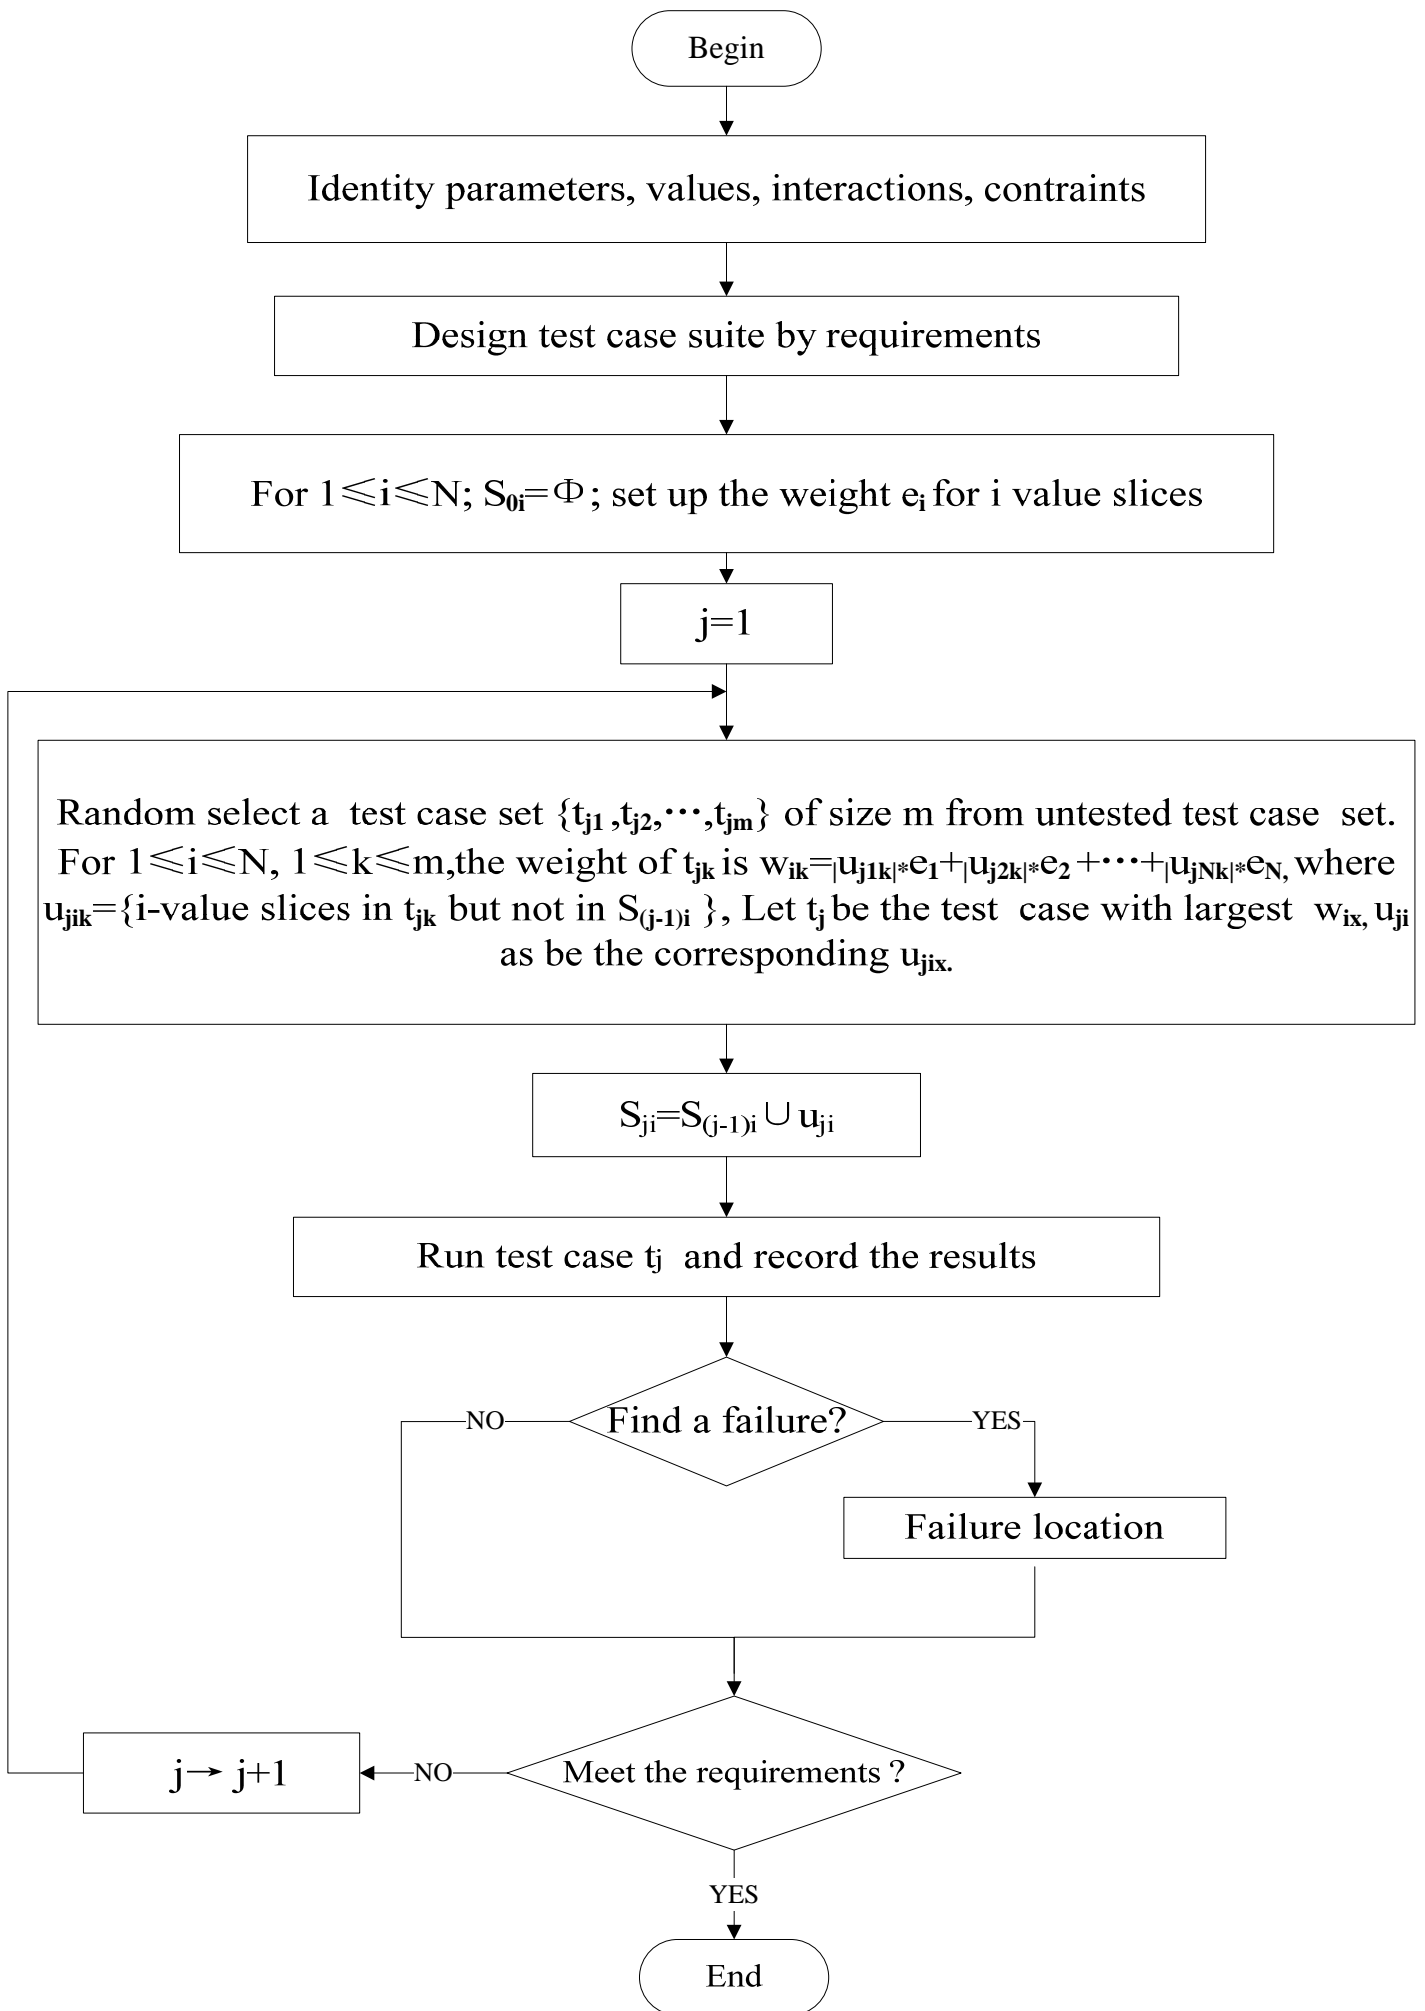 Begin
Identity parameters, values, interactions, contraints
Design test case suite by requirements
For 1≤i≤N; S0i=Φ; set up the weight ei for i value slices
j=1
Random select a test case set {tj1 ,tj2,···,tjm} of size m from untested test case set.
For 1≤i≤N, 1≤k≤m,the weight of tjk is wik=|uj1k|*e1+|uj2k|*e2 +···+|ujNk|*eN, where
ujik={i-value slices in tjk but not in S(j-1)i }, Let tj be the test case with largest wix, uji
as be the corresponding ujix.
Sji=S(j-1)i ∪ uji
Run test case tj and record the results
Find a failure?
NO
YES
Failure location
Meet the requirements ?
NO
j→ j+1
YES
End